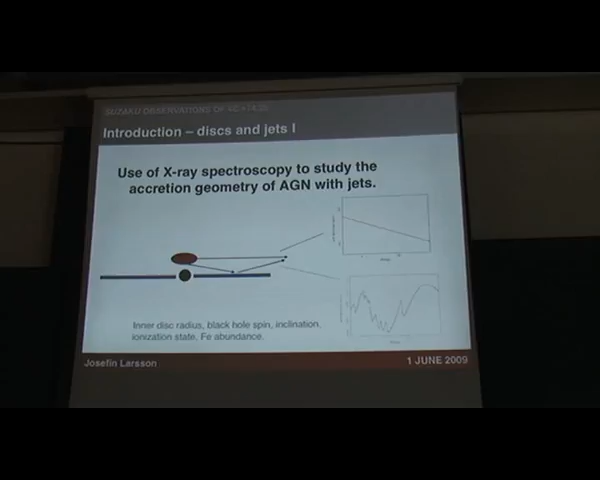 SUZAKU OBSERVATIONS OF 4C+74.26
Introduction – discs and jets I
Use of X-ray spectroscopy to study the
accretion geometry of AGN with jets.
Inner disc radius, black hole spin, inclination,
ionization state, Fe abundance.
Josefin Larsson
1 JUNE 2009